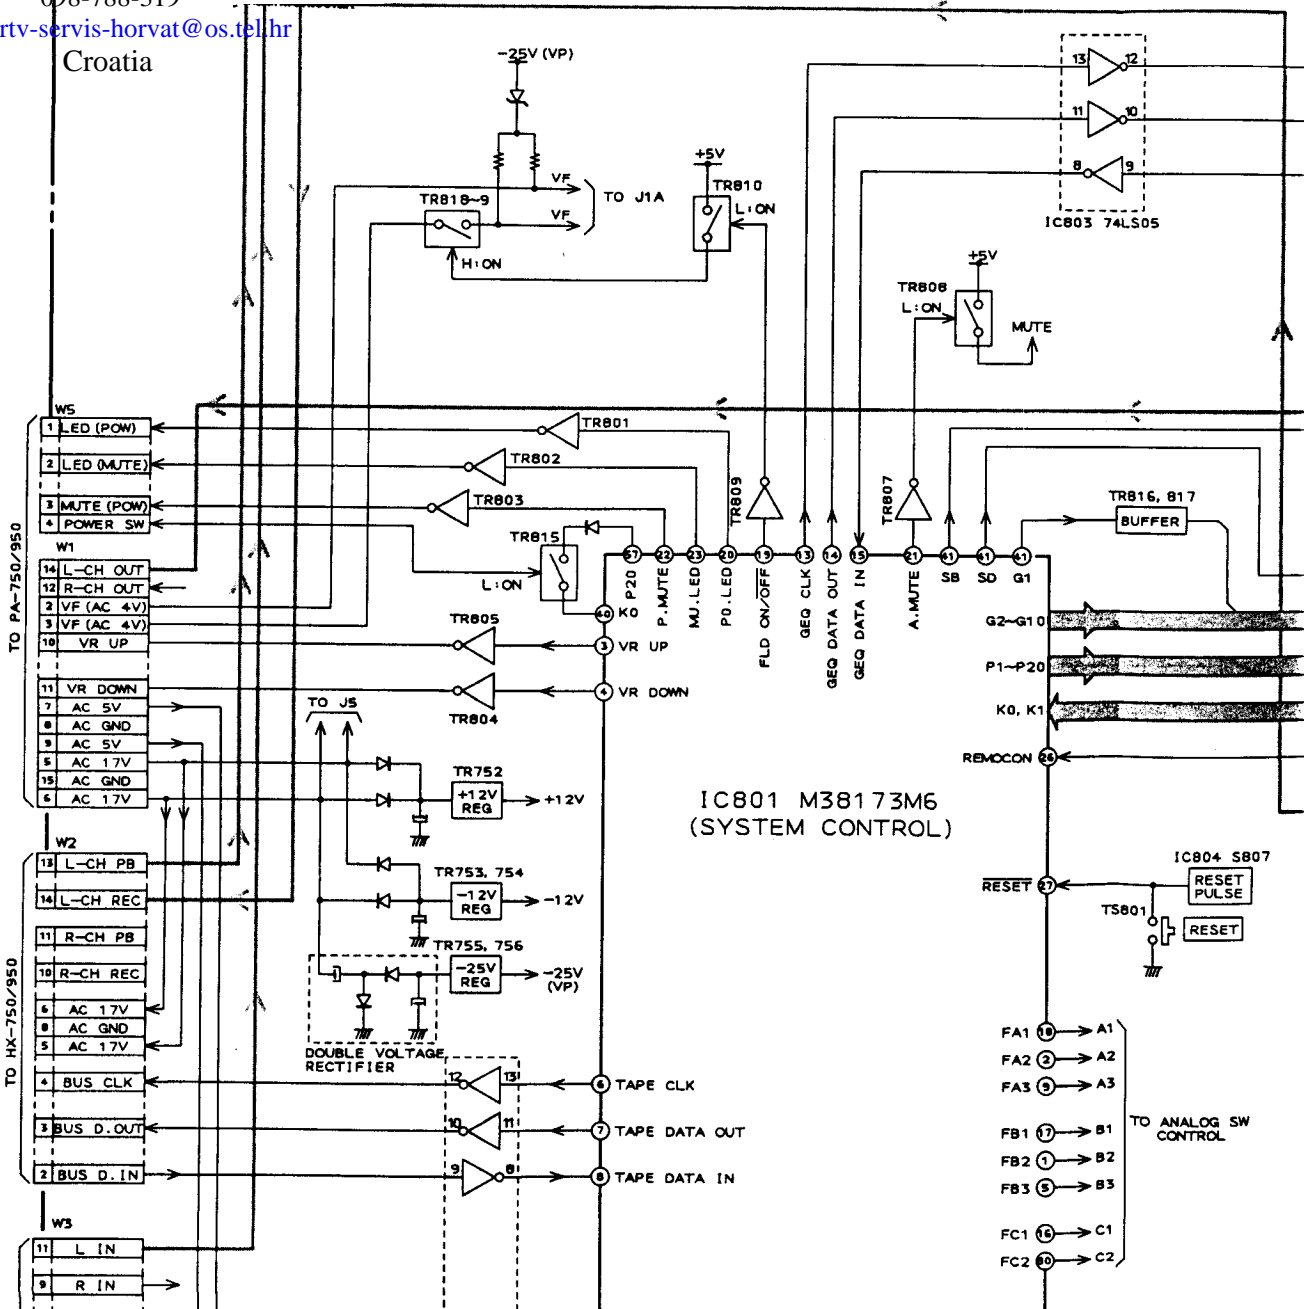 098-788-319
rtv-servis-horvat@os.tel.hr
Croatia
-25V (VP)
VF
VF
TO J1A
TR818~9
H:ON
+5V
TR810
L:ON
13 12
11 10
8 9
IC803 74LS05
+5V
TR808
L:ON
MUTE
W5
1 LED (POW)
2 LED (MUTE)
3 MUTE (POW)
4 POWER SW
TO PA-750/950
W1
14 L-CH OUT
12 R-CH OUT
2 VF (AC 4V)
3 VF (AC 4V)
10 VR UP
11 VR DOWN
7 AC 5V
8 AC GND
9 AC 5V
5 AC 17V
15 AC GND
6 AC 17V
TR801
TR802
TR803
TR815
L:ON
TR805
TR804
TR809
TR807
TR816, 817
BUFFER
57 P20
22 P.MUTE
23 MU.LED
20 PO.LED
19 FLD ON/OFF
13 GEQ CLK
14 GEQ DATA OUT
15 GEQ DATA IN
21 A.MUTE
41 SB
41 SD
41 G1
40 K0
3 VR UP
4 VR DOWN
G2~G10
P1~P20
K0, K1
REMOCON 26
TO J5
TR752
+12V
REG
+12V
TR753, 754
-12V
REG
-12V
TR755, 756
-25V
REG
-25V
(VP)
DOUBLE VOLTAGE
RECTIFIER
IC801 M38173M6
(SYSTEM CONTROL)
IC804 S807
RESET
PULSE
RESET 27
TS801
RESET
W2
13 L-CH PB
14 L-CH REC
11 R-CH PB
10 R-CH REC
6 AC 17V
8 AC GND
5 AC 17V
4 BUS CLK
3 BUS D.OUT
2 BUS D.IN
TO HX-750/950
12 13
10 11
9 8
6 TAPE CLK
7 TAPE DATA OUT
8 TAPE DATA IN
FA1 18 A1
FA2 2 A2
FA3 9 A3
FB1 17 B1
FB2 1 B2
FB3 5 B3
FC1 16 C1
FC2 80 C2
TO ANALOG SW
CONTROL
W3
11 L IN
9 R IN